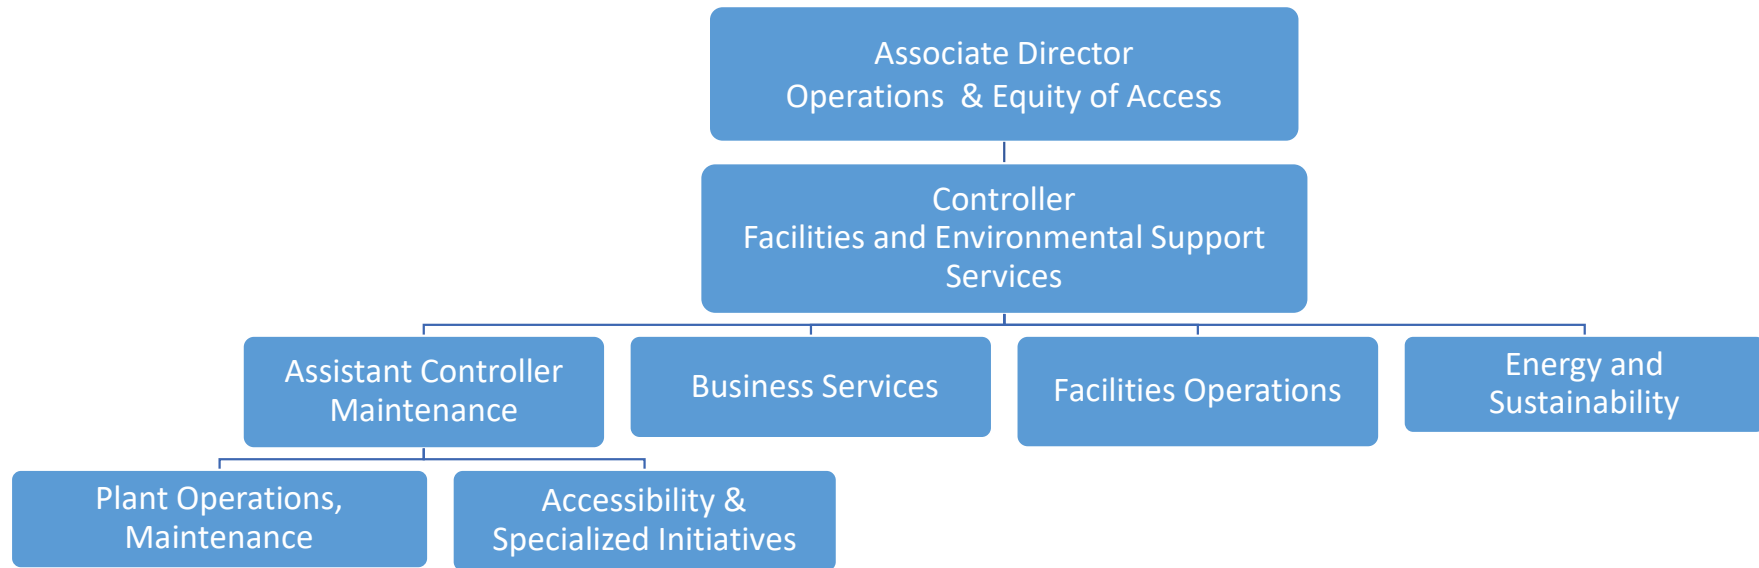 Associate Director
Operations  & Equity of Access
Controller
Facilities and Environmental Support
Services
Assistant Controller
Maintenance
Business Services
Facilities Operations
Energy and
Sustainability
Plant Operations,
Maintenance
Accessibility &
Specialized Initiatives